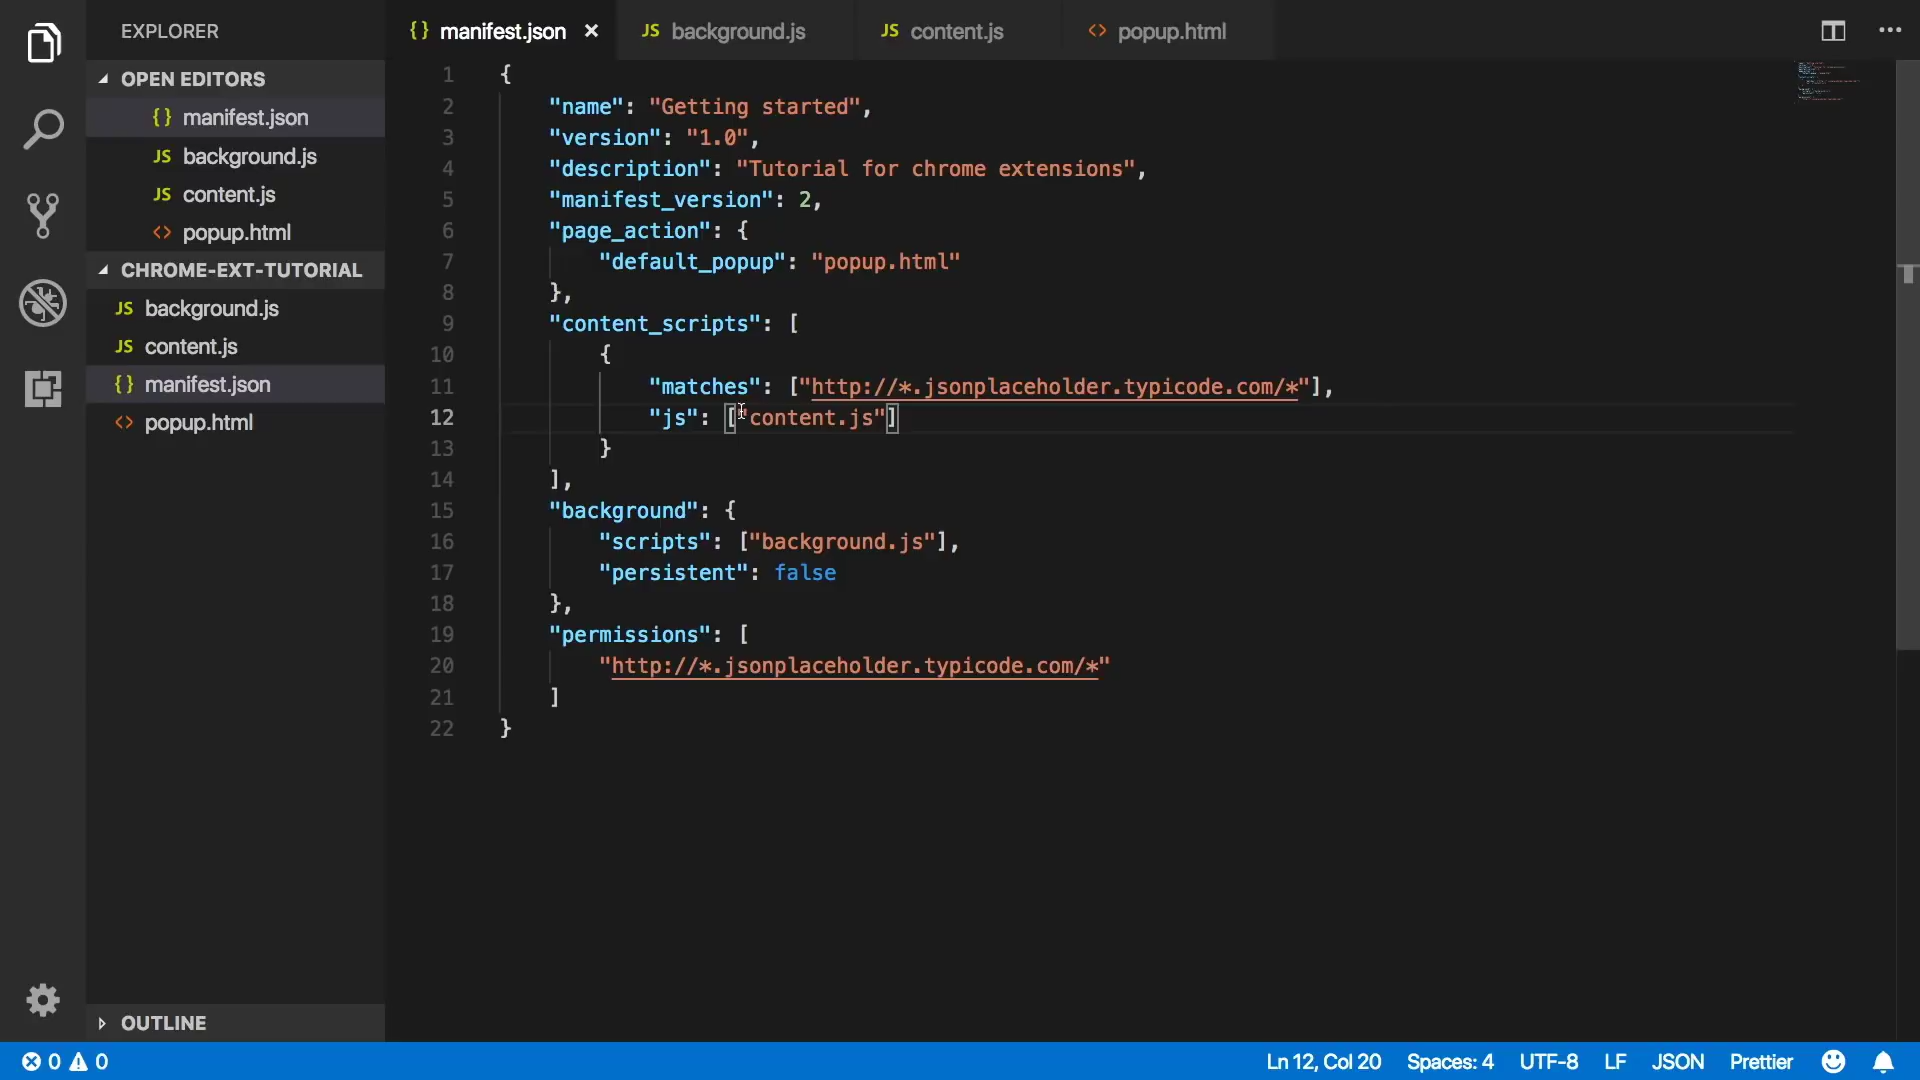 EXPLORER
OPEN EDITORS
{} manifest.json
JS background.js
JS content.js
<> popup.html
CHROME-EXT-TUTORIAL
JS background.js
JS content.js
{} manifest.json
<> popup.html
OUTLINE
{} manifest.json × JS background.js JS content.js <> popup.html
1 {
2 "name": "Getting started",
3 "version": "1.0",
4 "description": "Tutorial for chrome extensions",
5 "manifest_version": 2,
6 "page_action": {
7 "default_popup": "popup.html"
8 },
9 "content_scripts": [
10 {
11 "matches": ["http://*.jsonplaceholder.typicode.com/*"],
12 "js": ["content.js"]
13 }
14 ],
15 "background": {
16 "scripts": ["background.js"],
17 "persistent": false
18 },
19 "permissions": [
20 "http://*.jsonplaceholder.typicode.com/*"
21 ]
22 }
0 0 Ln 12, Col 20 Spaces: 4 UTF-8 LF JSON Prettier